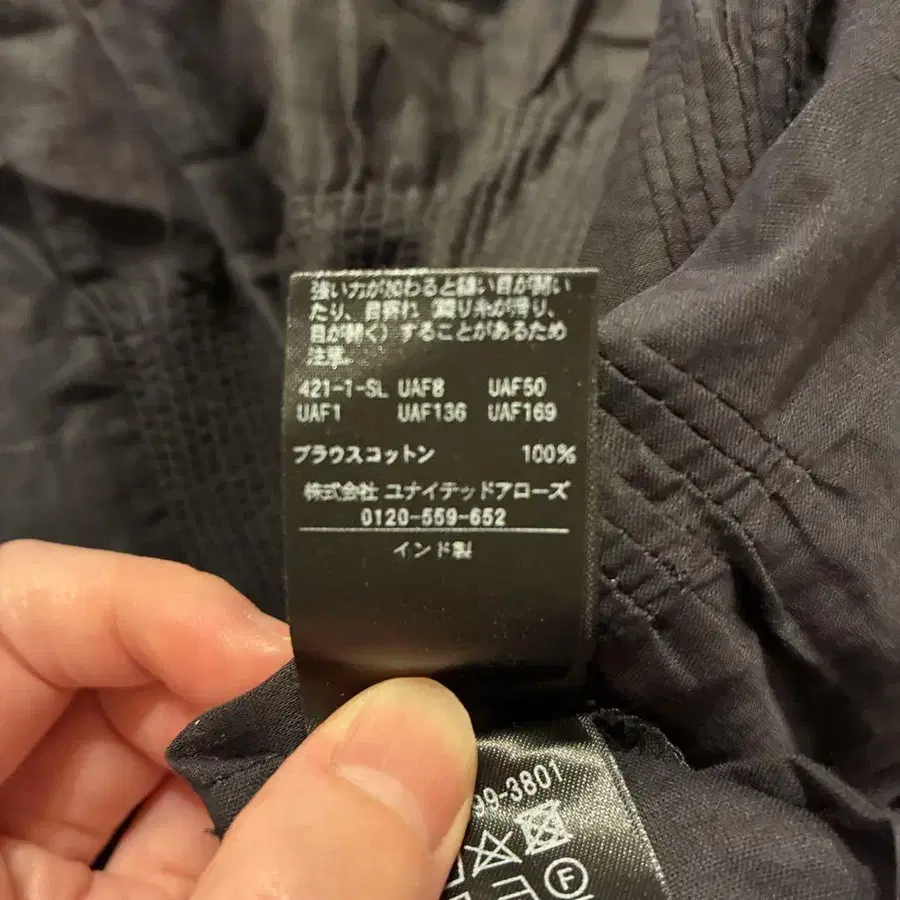 強い力が加わると縫い目が開い
たり、目寄れ（織り糸が滑り、
目が開く）することがあるため
注意。
421-1-SL UAF8 UAF50
UAF1 UAF136 UAF169
ブラウスコットン 100%
株式会社 ユナイテッドアローズ
0120-559-652
インド製
99-3801
F